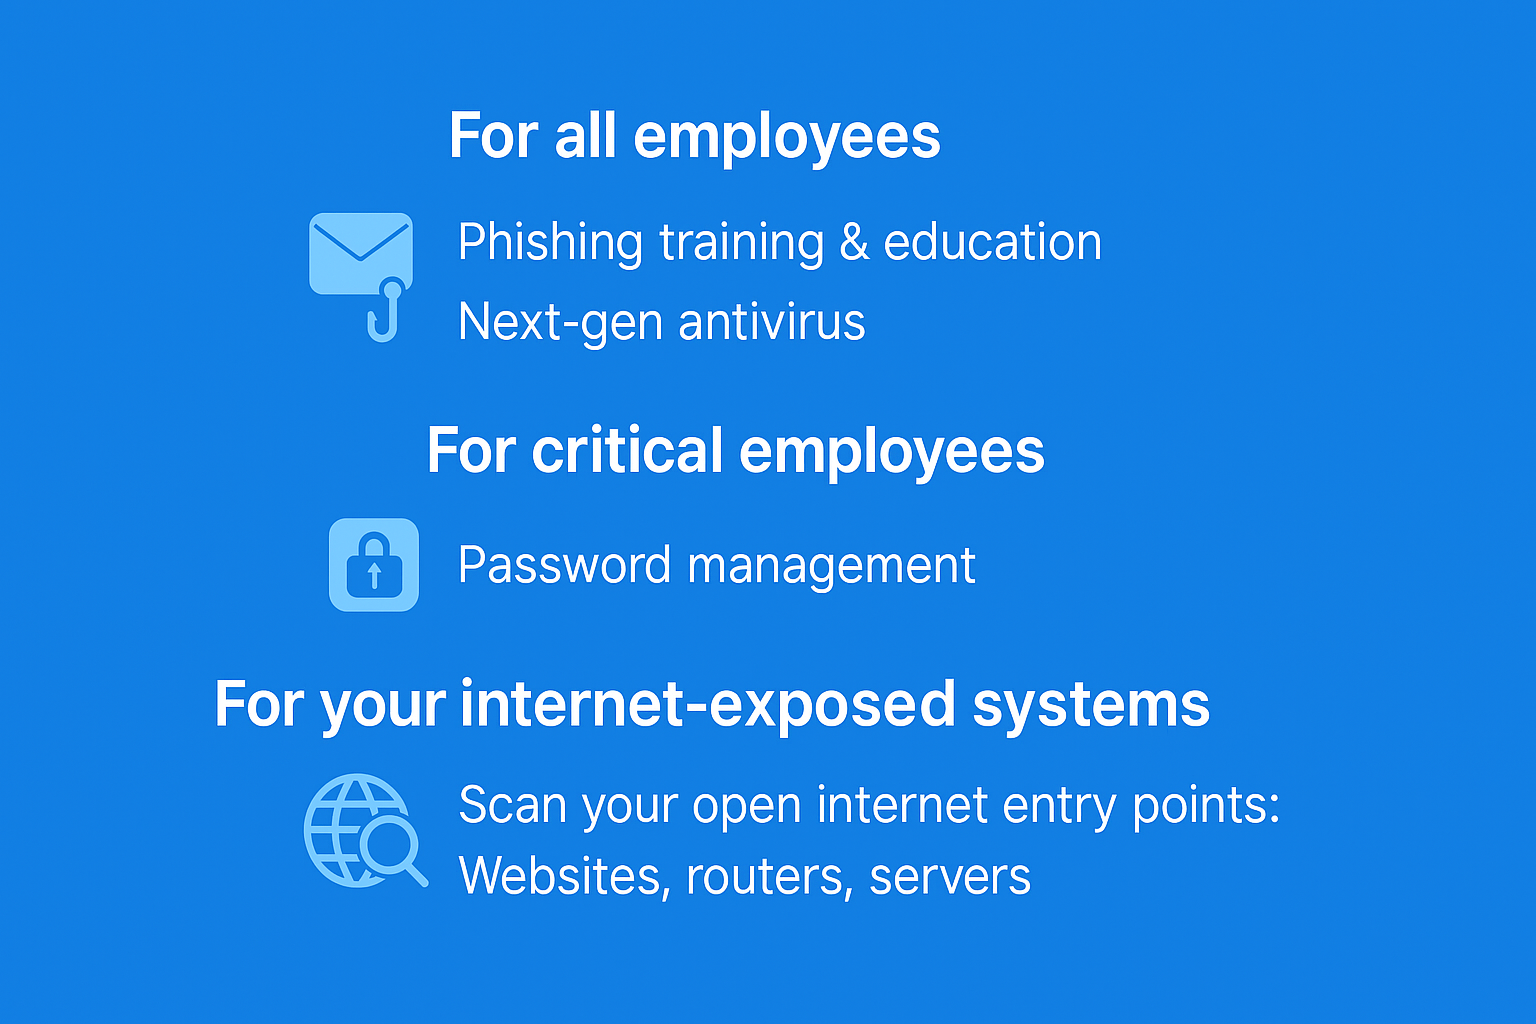 For all employees
Phishing training & education
Next-gen antivirus
For critical employees
Password management
For your internet-exposed systems
Scan your open internet entry points:
Websites, routers, servers